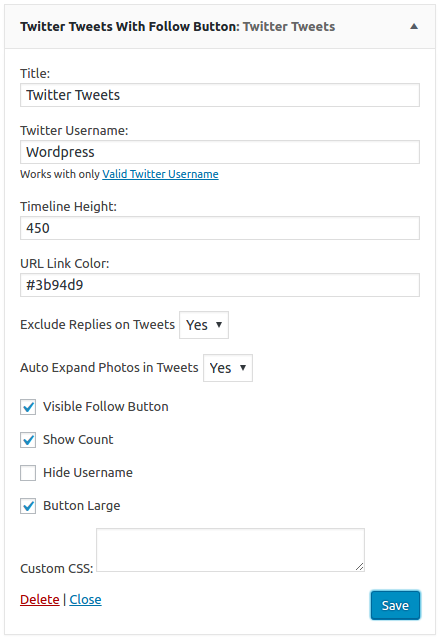 Twitter Tweets With Follow Button: Twitter Tweets
Title:
Twitter Tweets
Twitter Username:
Wordpress
Works with only Valid Twitter Username
Timeline Height:
450
URL Link Color:
#3b94d9
Exclude Replies on Tweets Yes
Auto Expand Photos in Tweets Yes
Visible Follow Button
Show Count
Hide Username
Button Large
Custom CSS:
Delete | Close Save